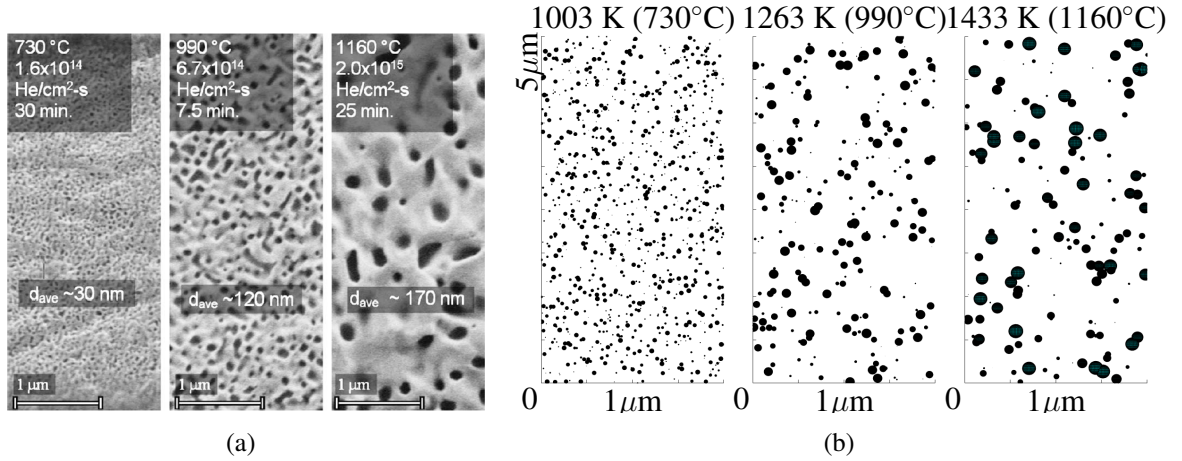 730 °C
1.6x10¹⁴
He/cm²-s
30 min.
d_ave ~30 nm
1 µm
990 °C
6.7x10¹⁴
He/cm²-s
7.5 min.
d_ave ~120 nm
1 µm
1160 °C
2.0x10¹⁵
He/cm²-s
25 min.
d_ave ~ 170 nm
1 µm
(a)
1003 K (730°C) 1263 K (990°C) 1433 K (1160°C)
5µm
0 1µm 0 1µm 0 1µm
(b)